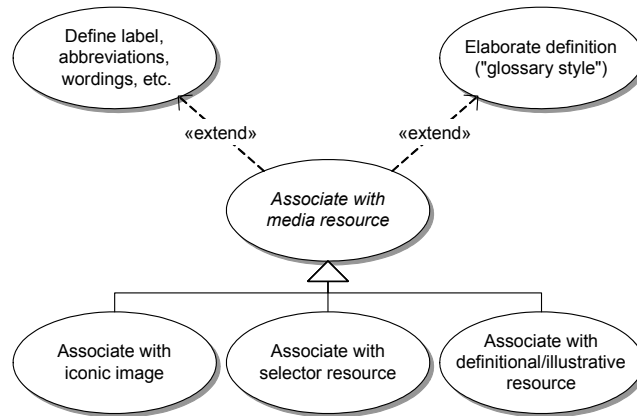 Define label,
abbreviations,
wordings, etc.
Elaborate definition
("glossary style")
«extend»
«extend»
Associate with
media resource
Associate with
iconic image
Associate with
selector resource
Associate with
definitional/illustrative
resource